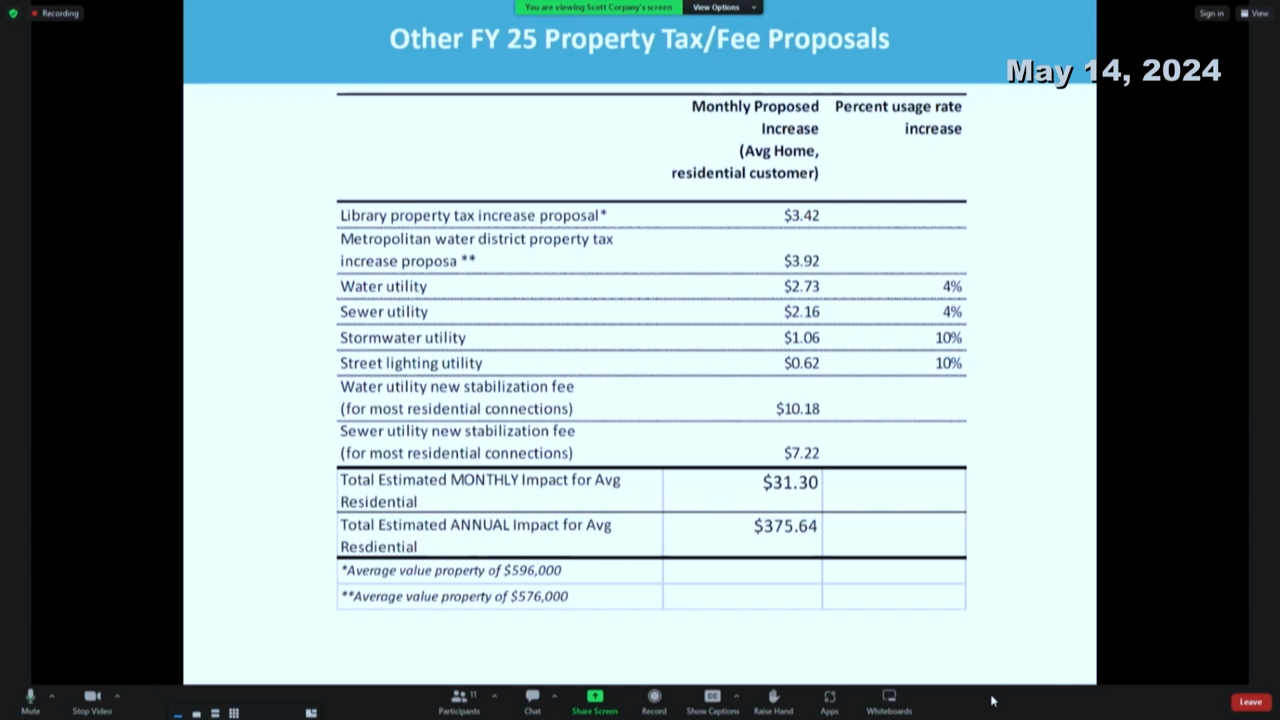 Recording
You are viewing Scott Corpany's screen
View Options
Sign in
View
Other FY 25 Property Tax/Fee Proposals
May 14, 2024
Monthly Proposed Increase (Avg Home, residential customer)
Percent usage rate increase
Library property tax increase proposal* $3.42
Metropolitan water district property tax
increase proposa ** $3.92
Water utility $2.73 4%
Sewer utility $2.16 4%
Stormwater utility $1.06 10%
Street lighting utility $0.62 10%
Water utility new stabilization fee
(for most residential connections) $10.18
Sewer utility new stabilization fee
(for most residential connections) $7.22
Total Estimated MONTHLY Impact for Avg $31.30
Residential
Total Estimated ANNUAL Impact for Avg $375.64
Resdiential
*Average value property of $596,000
**Average value property of $576,000
Mute
Stop Video
Participants 11
Chat
Share Screen
Record
CC
Show Captions
Raise Hand
Apps
Whiteboards
Leave